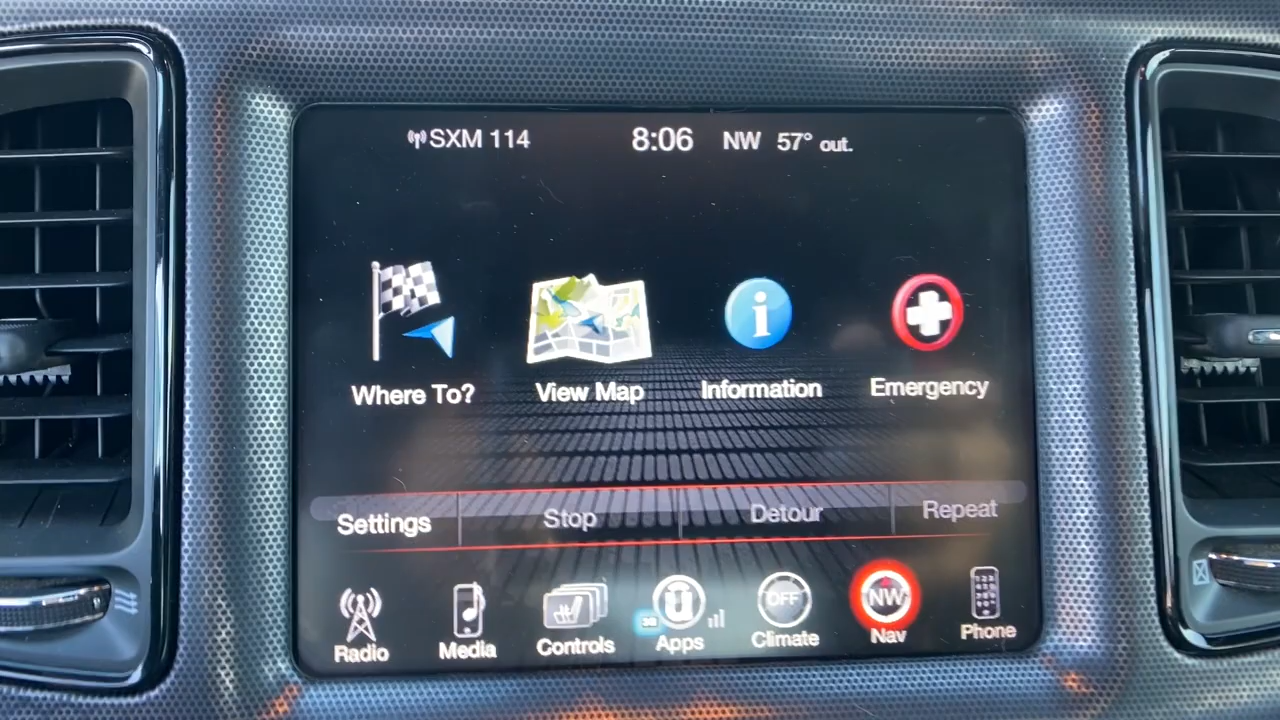 SXM 114 8:06 NW 57° out.
Where To? View Map Information Emergency
Settings Stop Detour Repeat
OFF NW
Radio Media Controls Apps Climate Nav Phone